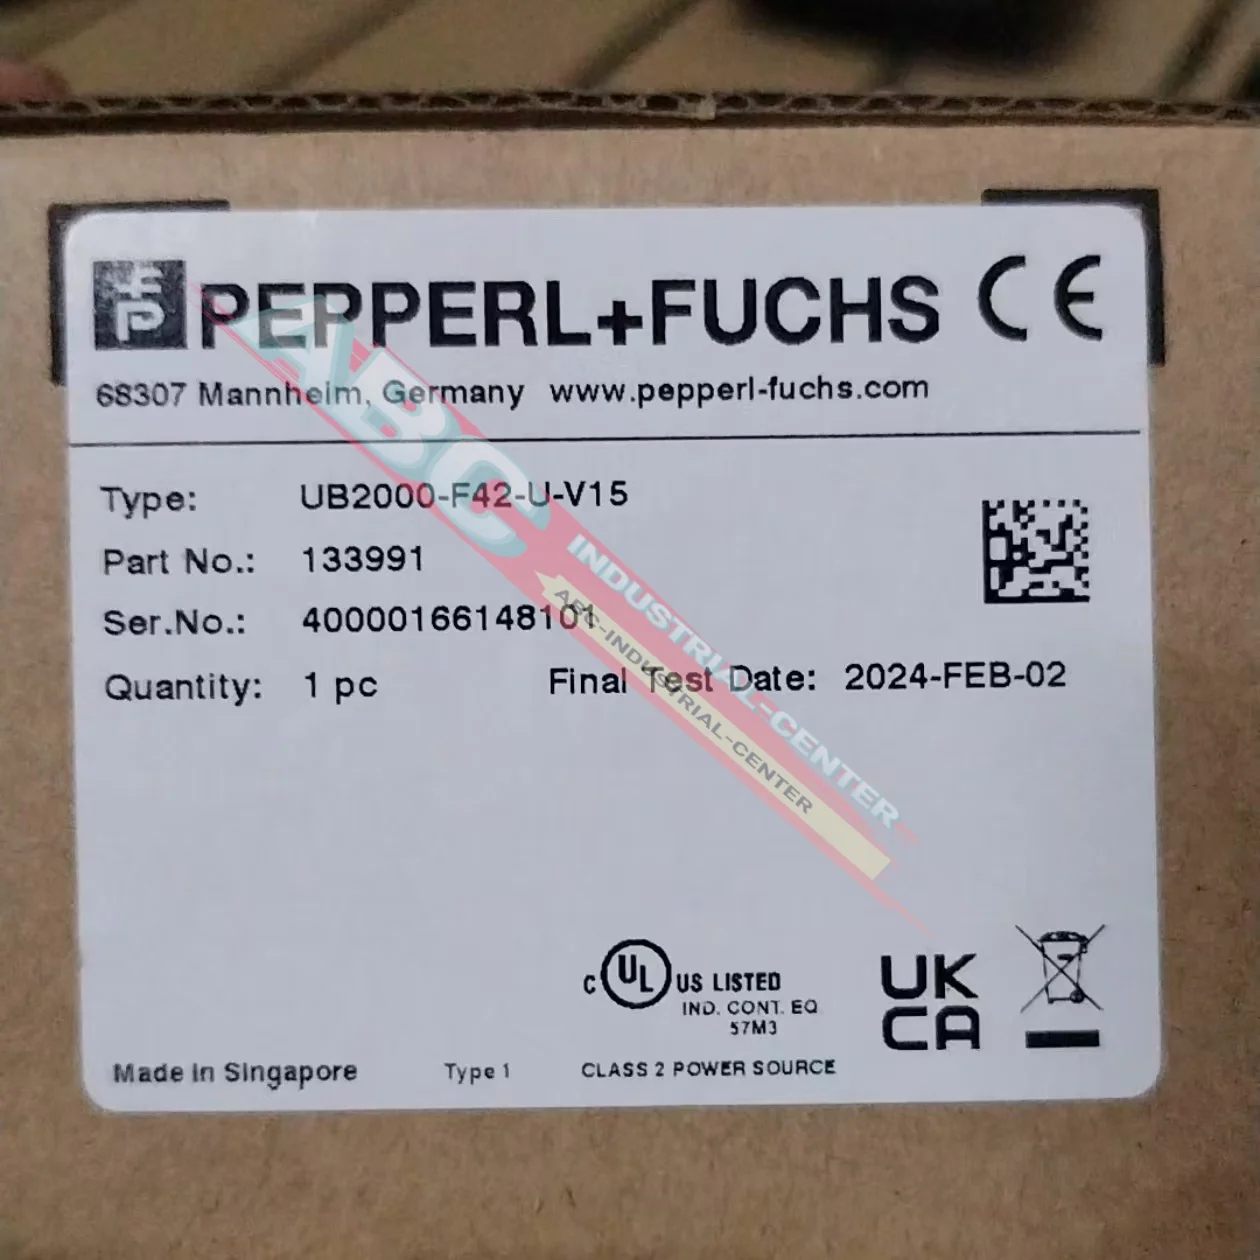 PEPPERL+FUCHS CE
68307 Mannheim, Germany www.pepperl-fuchs.com
Type: UB2000-F42-U-V15
Part No.: 133991
Ser.No.: 40000166148101
Quantity: 1 pc Final Test Date: 2024-FEB-02
ABC INDUSTRIAL-CENTER
ABC-INDUSTRIAL-CENTER
C UL US LISTED
IND. CONT. EQ
57M3
UK
CA
Made in Singapore Type 1 CLASS 2 POWER SOURCE